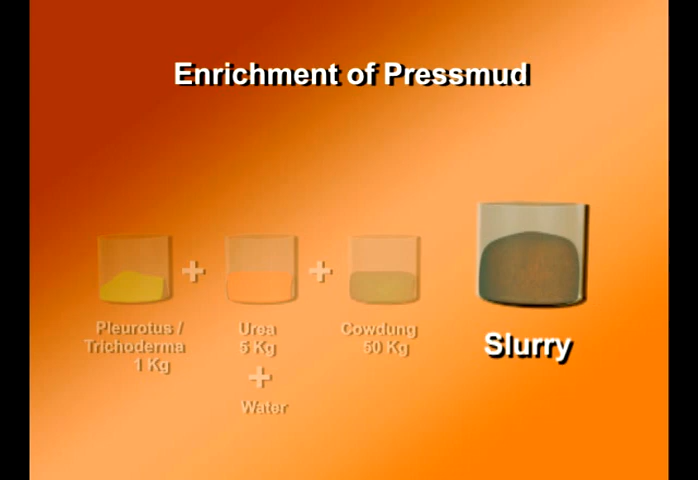 Enrichment of Pressmud
+
+
Pleurotus /
Trichoderma
1 Kg
Urea
5 Kg
+
Water
Cowdung
50 Kg
Slurry